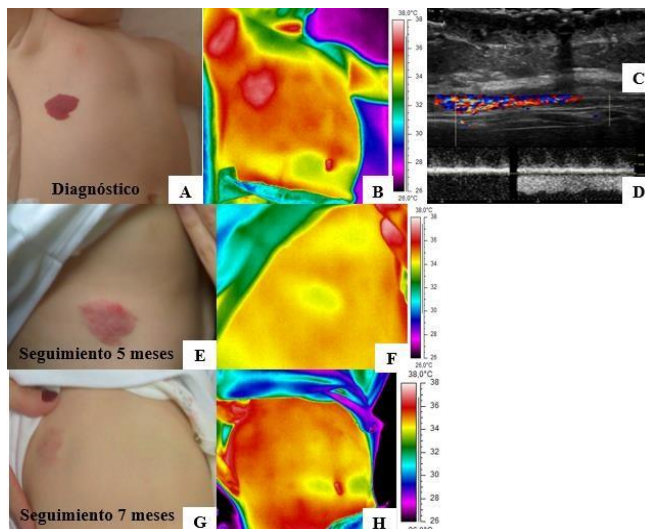 Diagnóstico
A
38,0°C
38
36
34
32
30
28
26,0°C
B
C
D
Seguimiento 5 meses
E
38,0°C
38
36
34
32
30
28
26
F
38,0°C
Seguimiento 7 meses
G
38
36
34
32
30
28
26
H